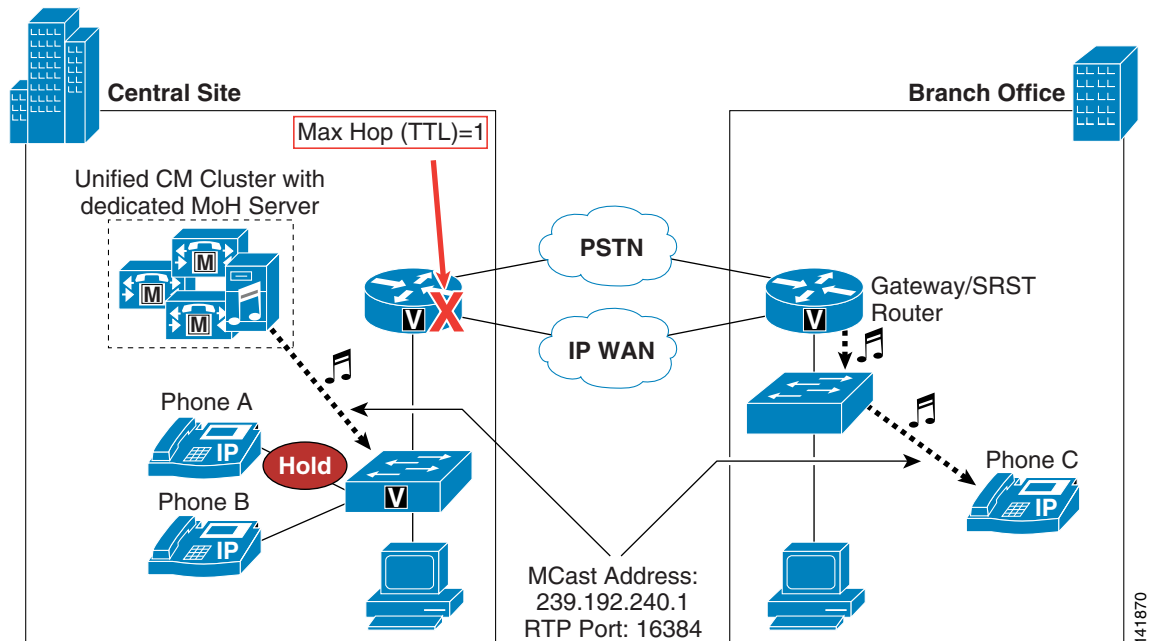 Central Site
Branch Office
Max Hop (TTL)=1
Unified CM Cluster with
dedicated MoH Server
M
M
M
M
PSTN
IP WAN
V
V
Gateway/SRST
Router
Phone A
IP
Hold
Phone B
IP
V
Phone C
IP
MCast Address:
239.192.240.1
RTP Port: 16384
141870